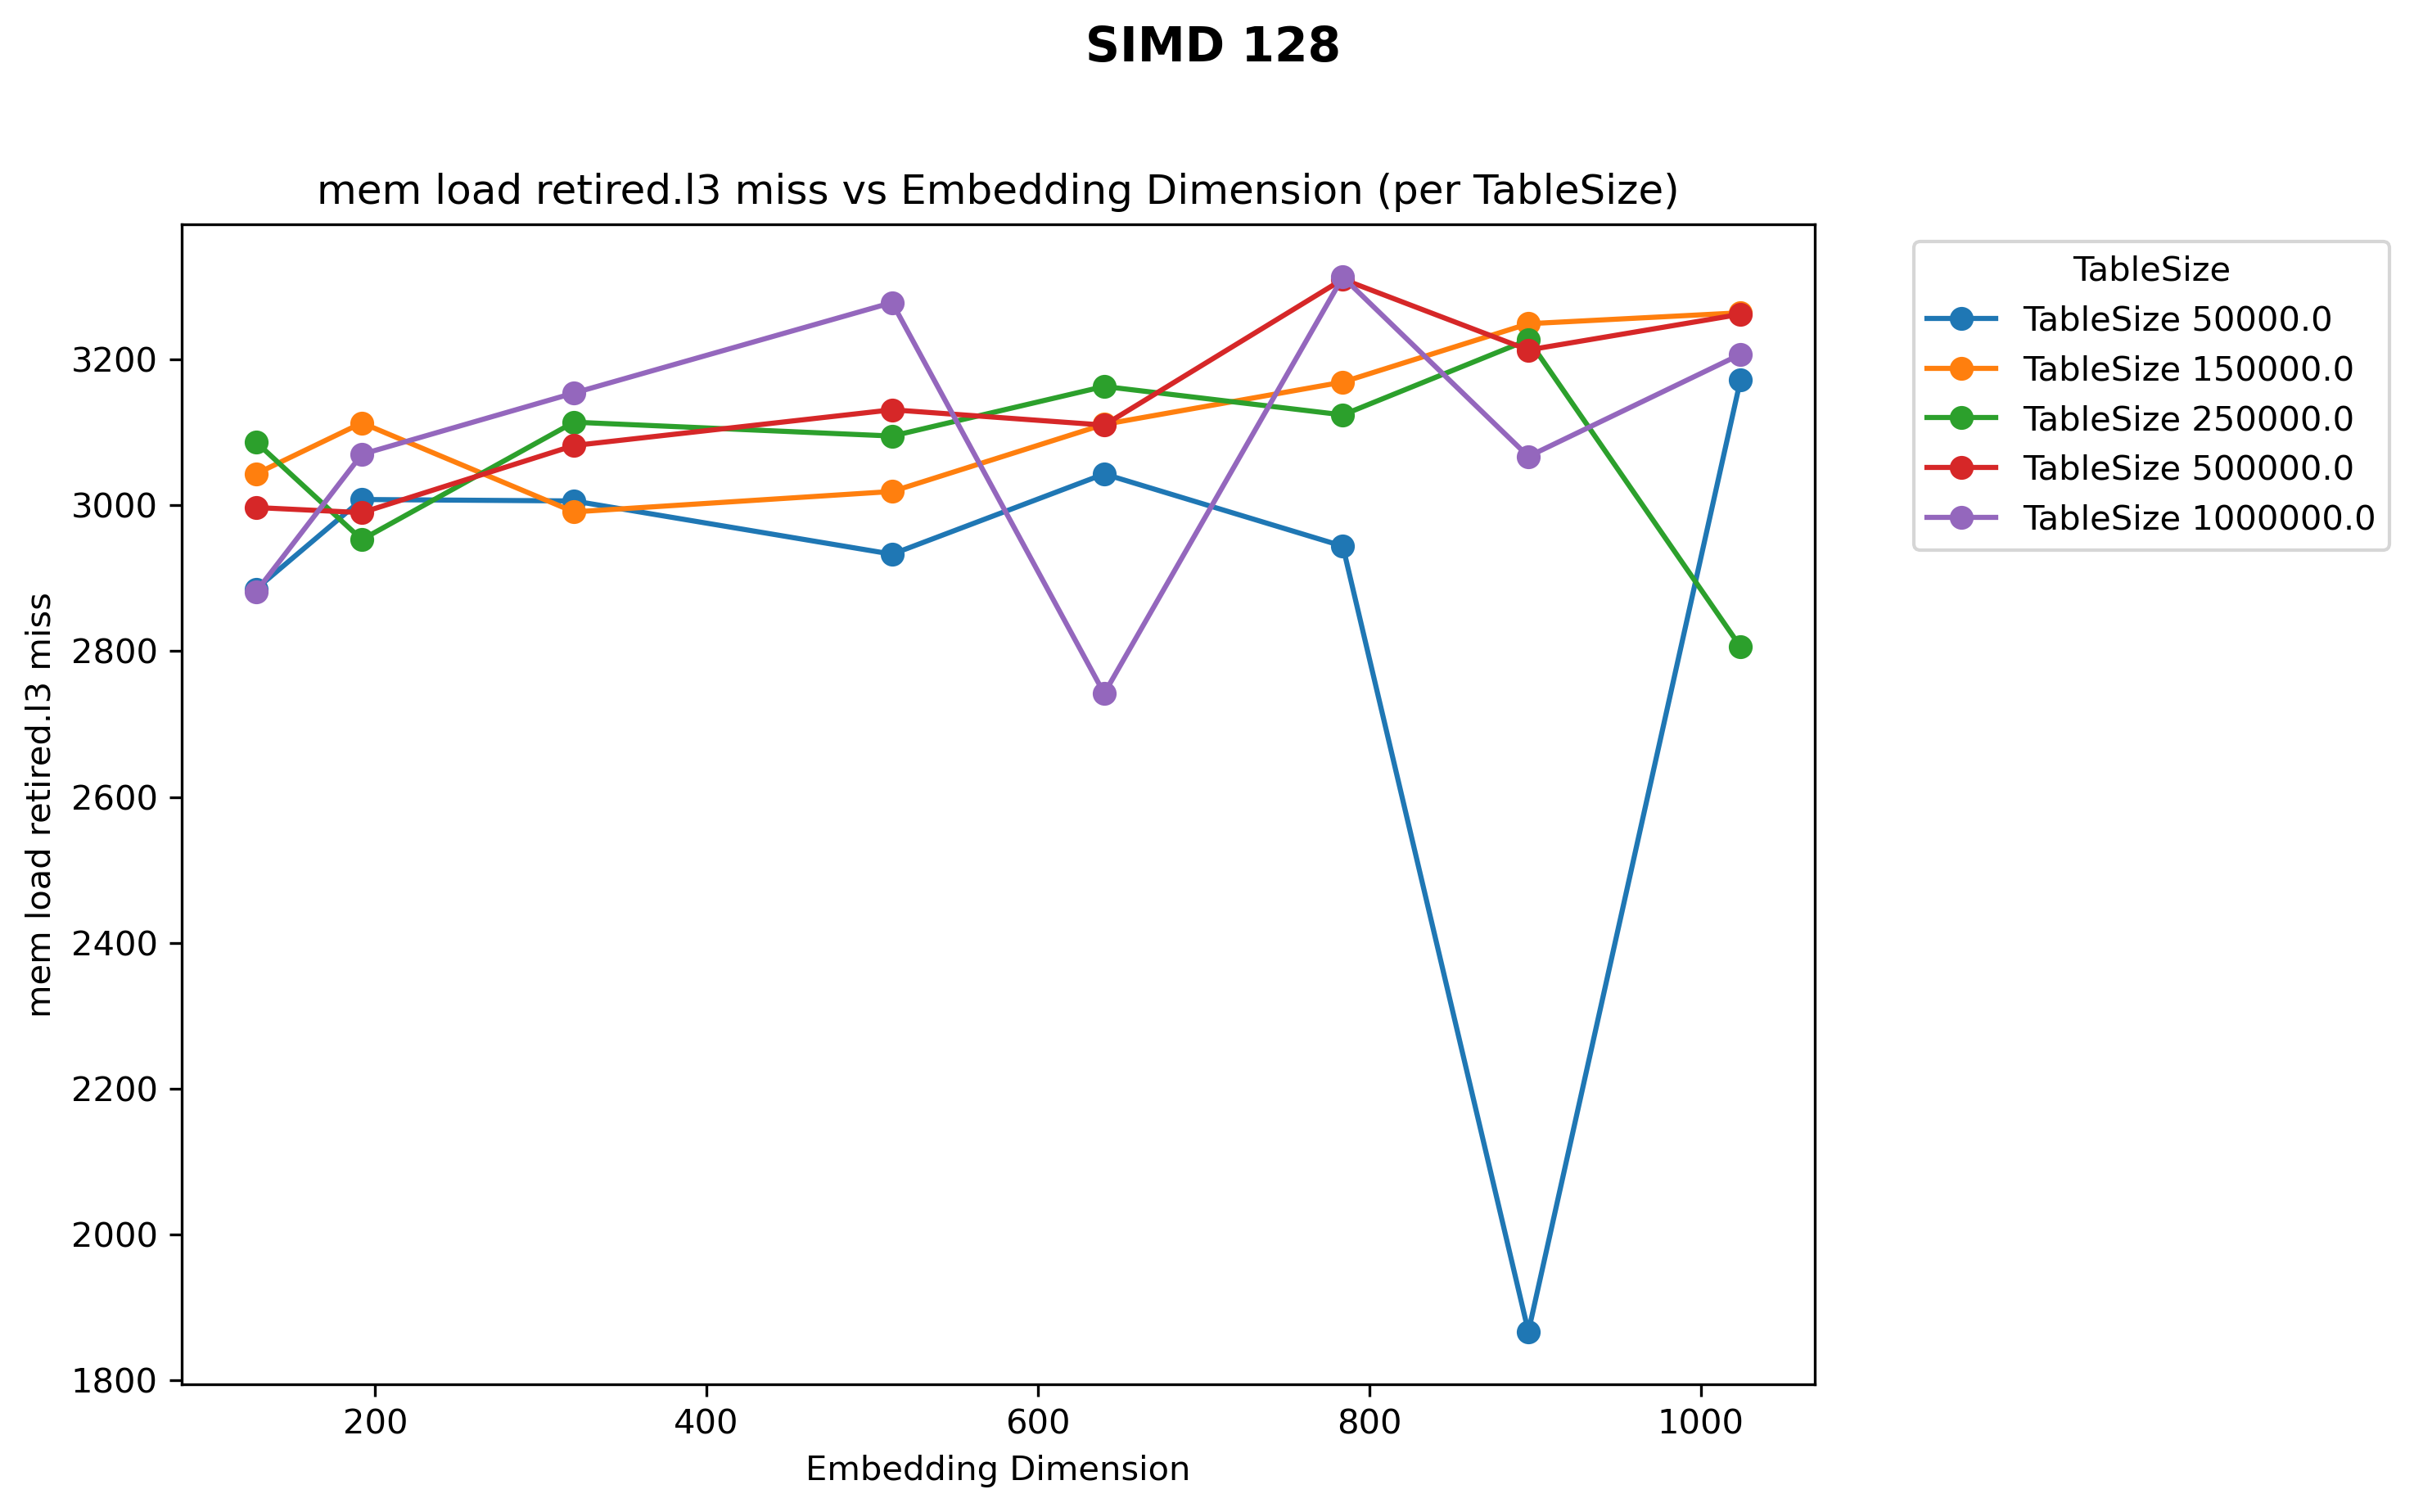 SIMD 128
mem load retired.l3 miss vs Embedding Dimension (per TableSize)
mem load retired.l3 miss
3200
3000
2800
2600
2400
2200
2000
1800
200
400
600
800
1000
Embedding Dimension
TableSize
TableSize 50000.0
TableSize 150000.0
TableSize 250000.0
TableSize 500000.0
TableSize 1000000.0